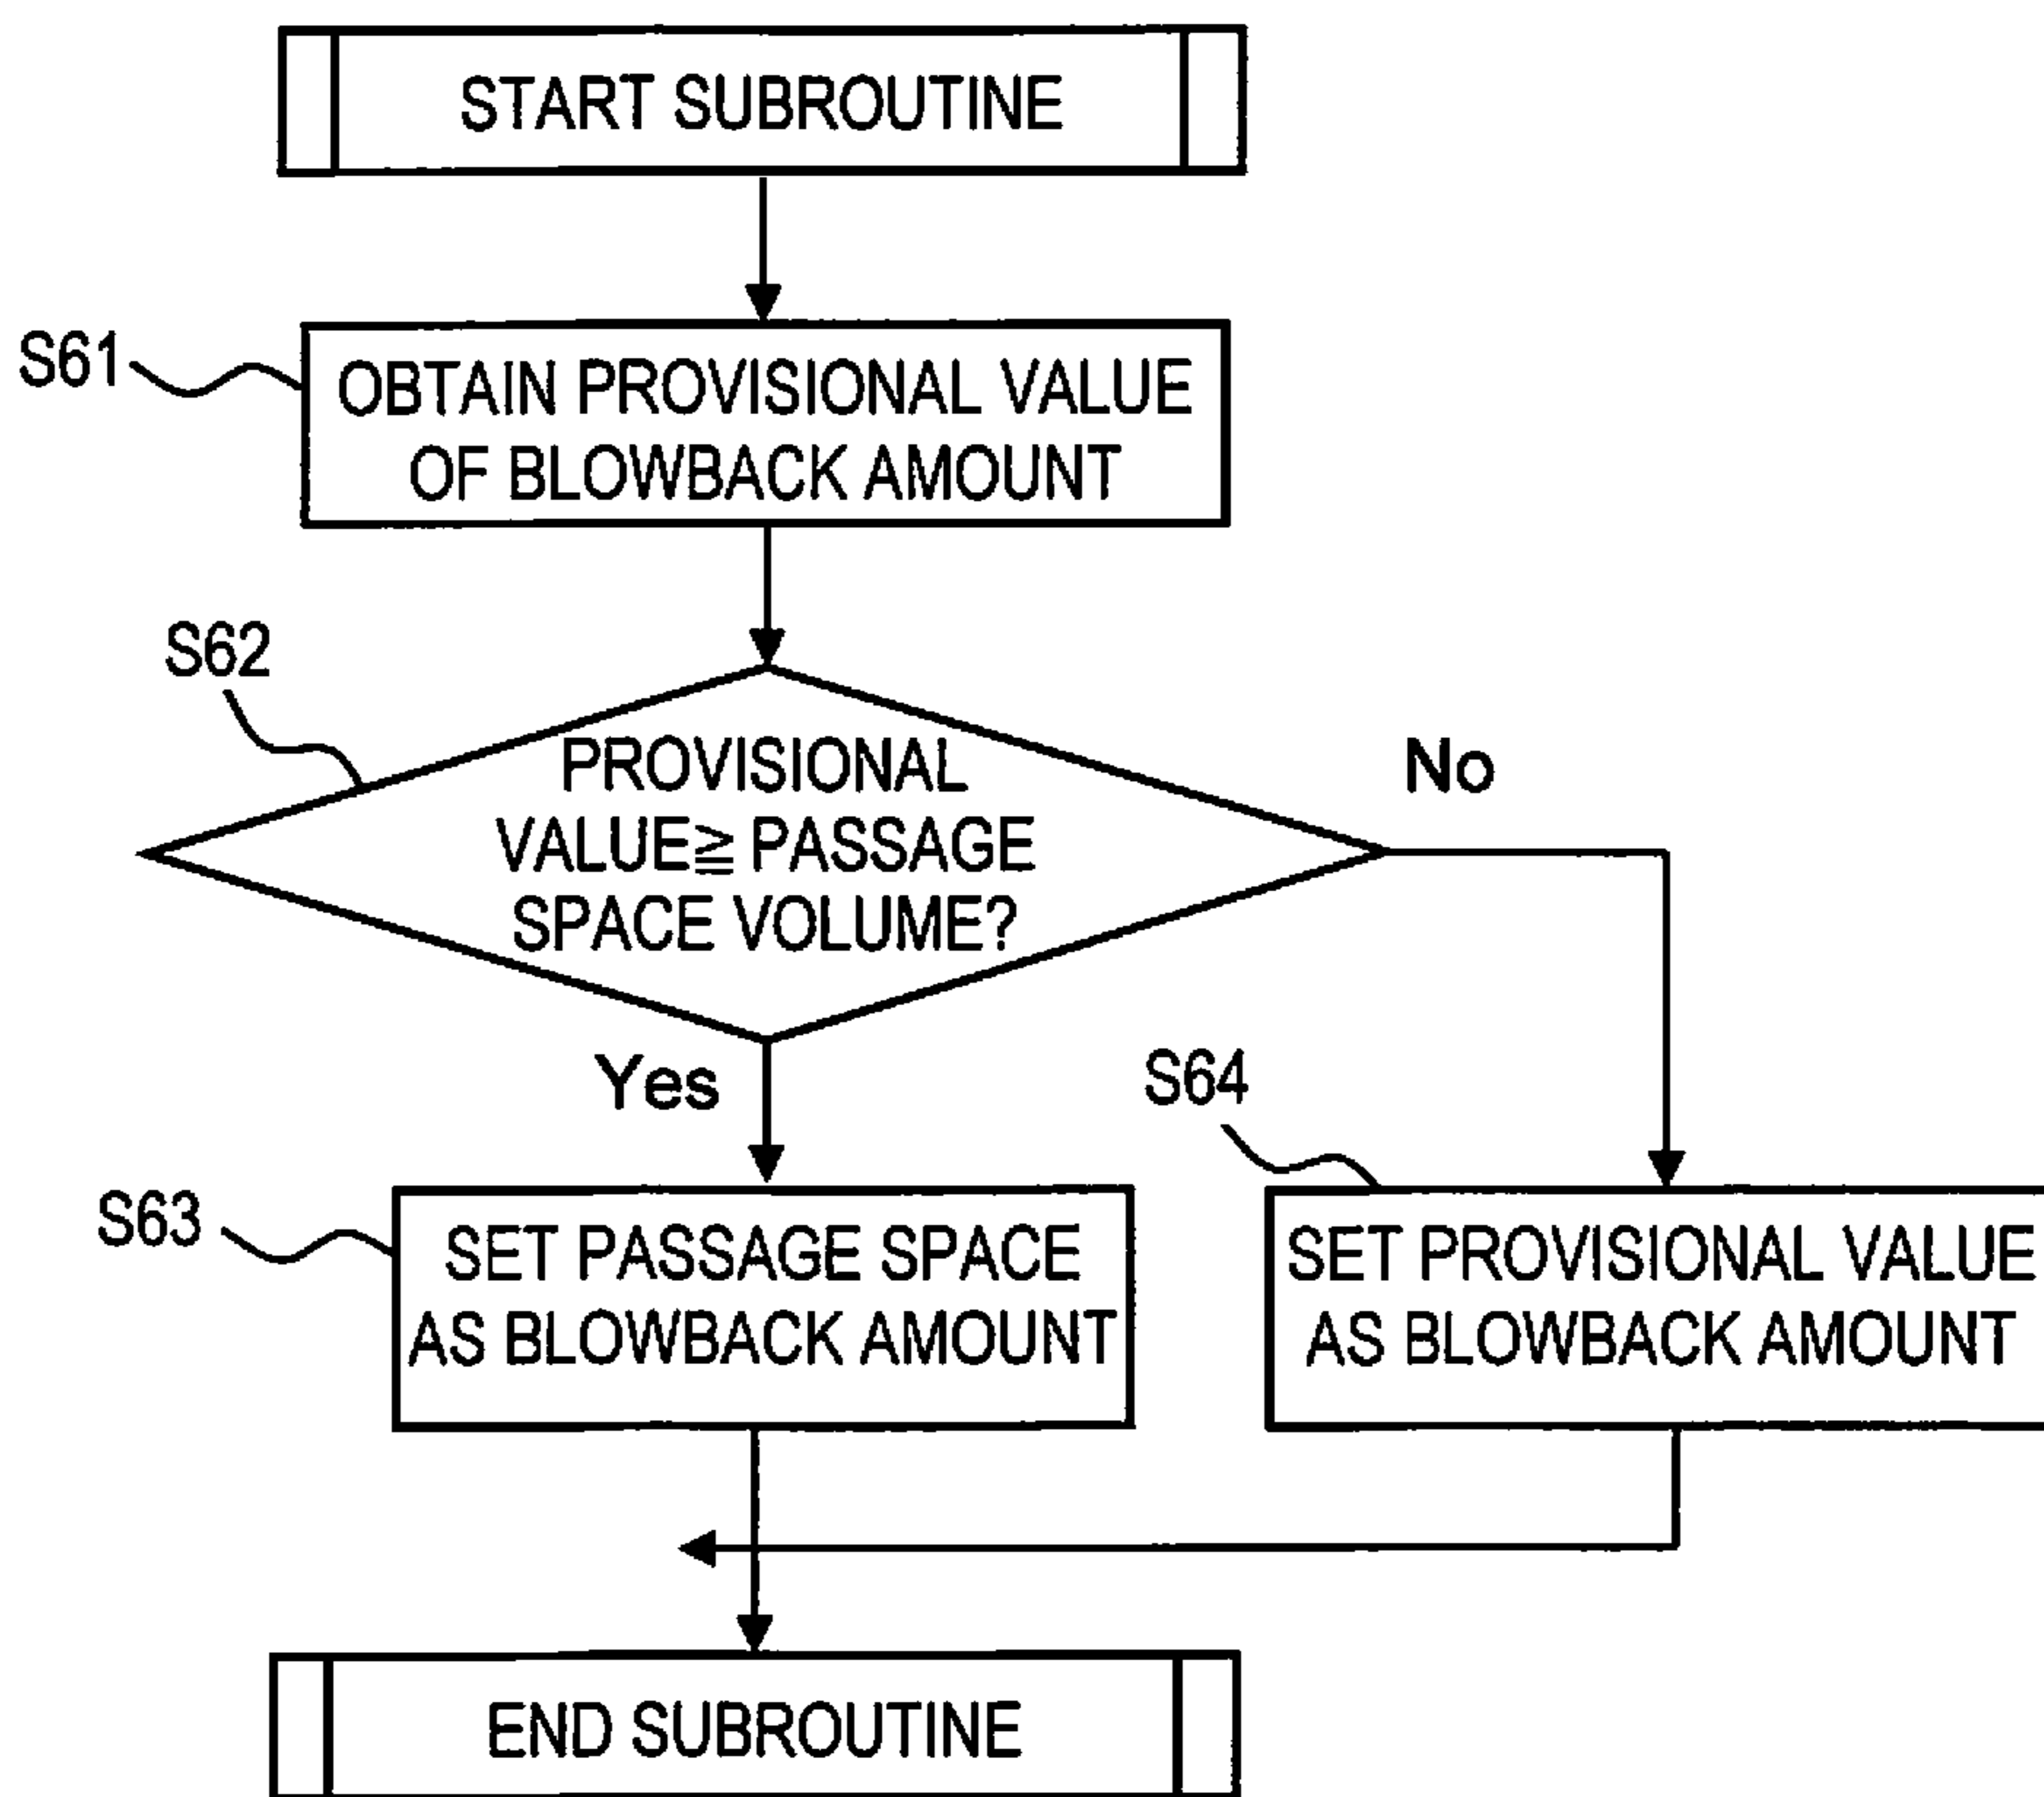 START SUBROUTINE
S61
OBTAIN PROVISIONAL VALUE
OF BLOWBACK AMOUNT
S62
PROVISIONAL
VALUE≧ PASSAGE
SPACE VOLUME?
No
Yes
S63
SET PASSAGE SPACE
AS BLOWBACK AMOUNT
S64
SET PROVISIONAL VALUE
AS BLOWBACK AMOUNT
END SUBROUTINE